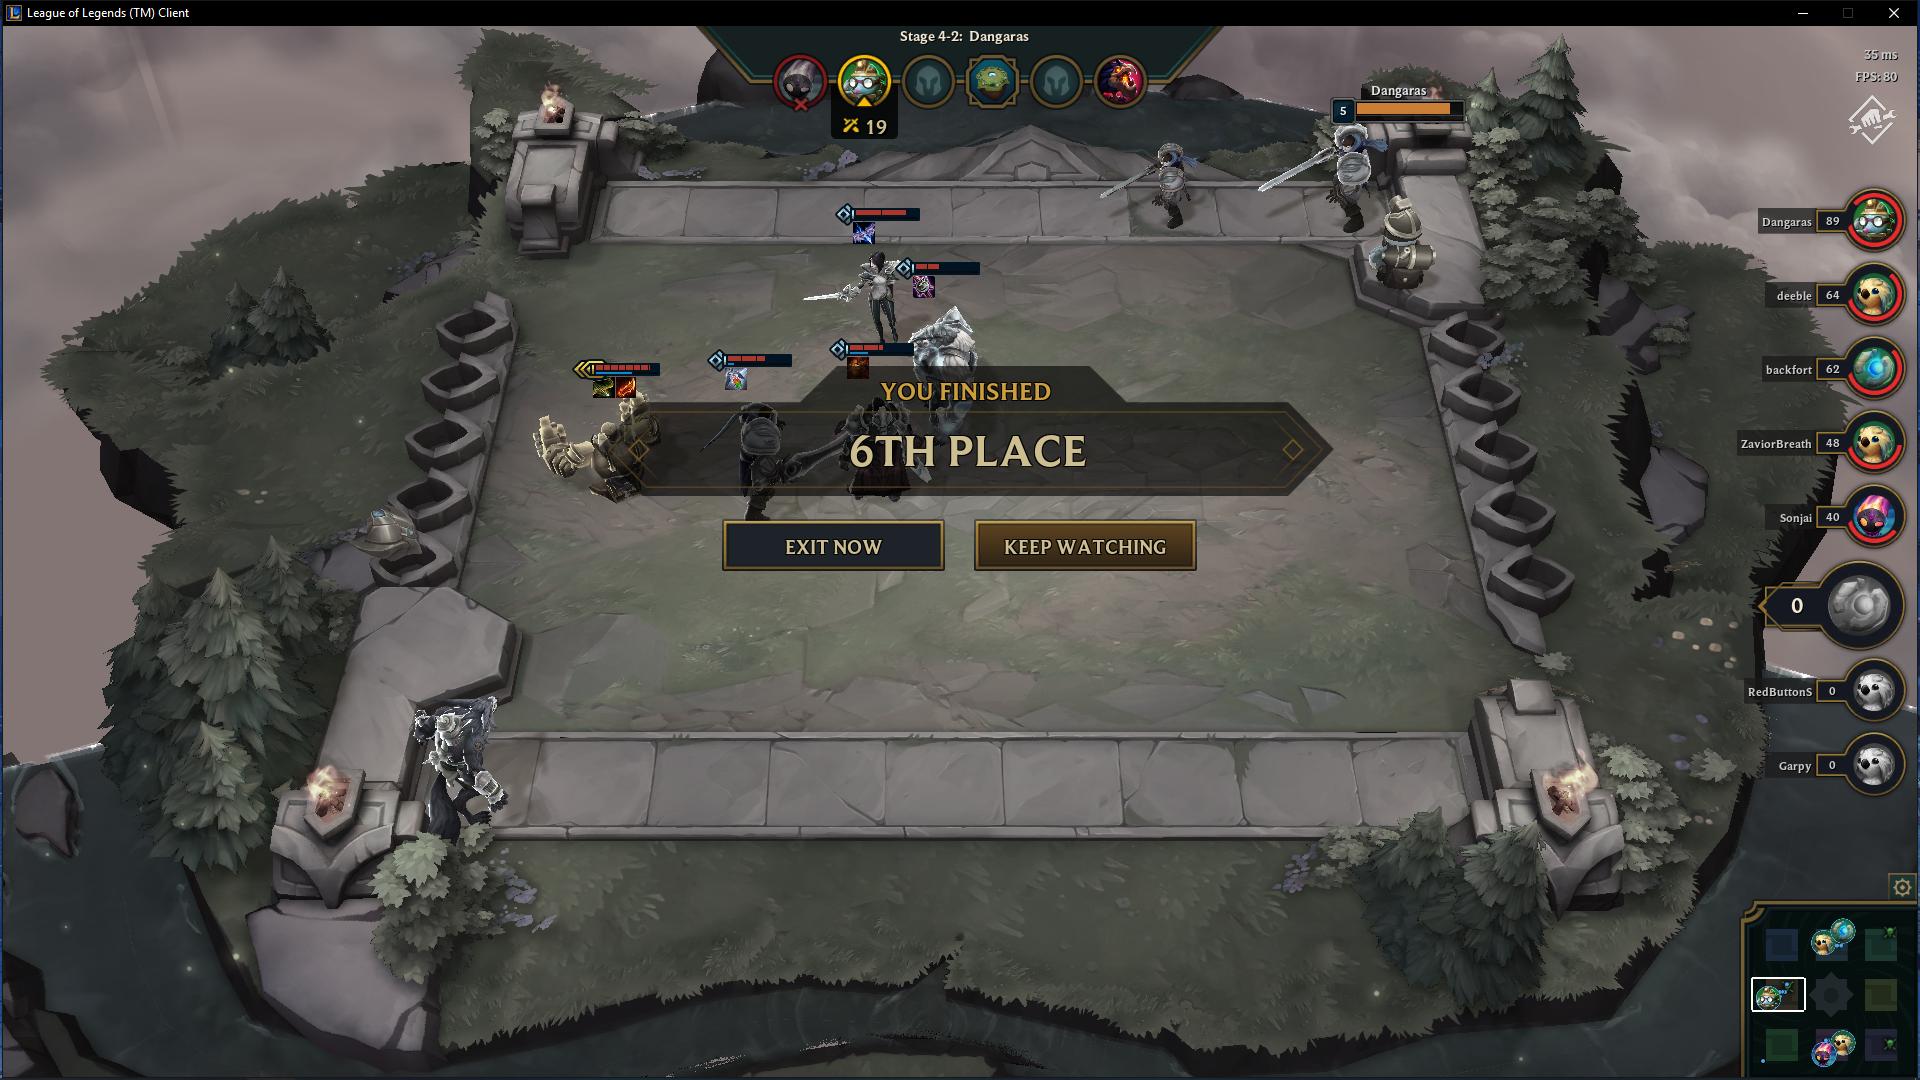 League of Legends (TM) Client
Stage 4-2: Dangaras
35 ms
FPS: 80
Dangaras
5
19
Dangaras 89
deeble 64
backfort 62
YOU FINISHED
6TH PLACE
ZaviorBreath 48
Sonjai 40
EXIT NOW
KEEP WATCHING
0
RedButtonS 0
Garpy 0